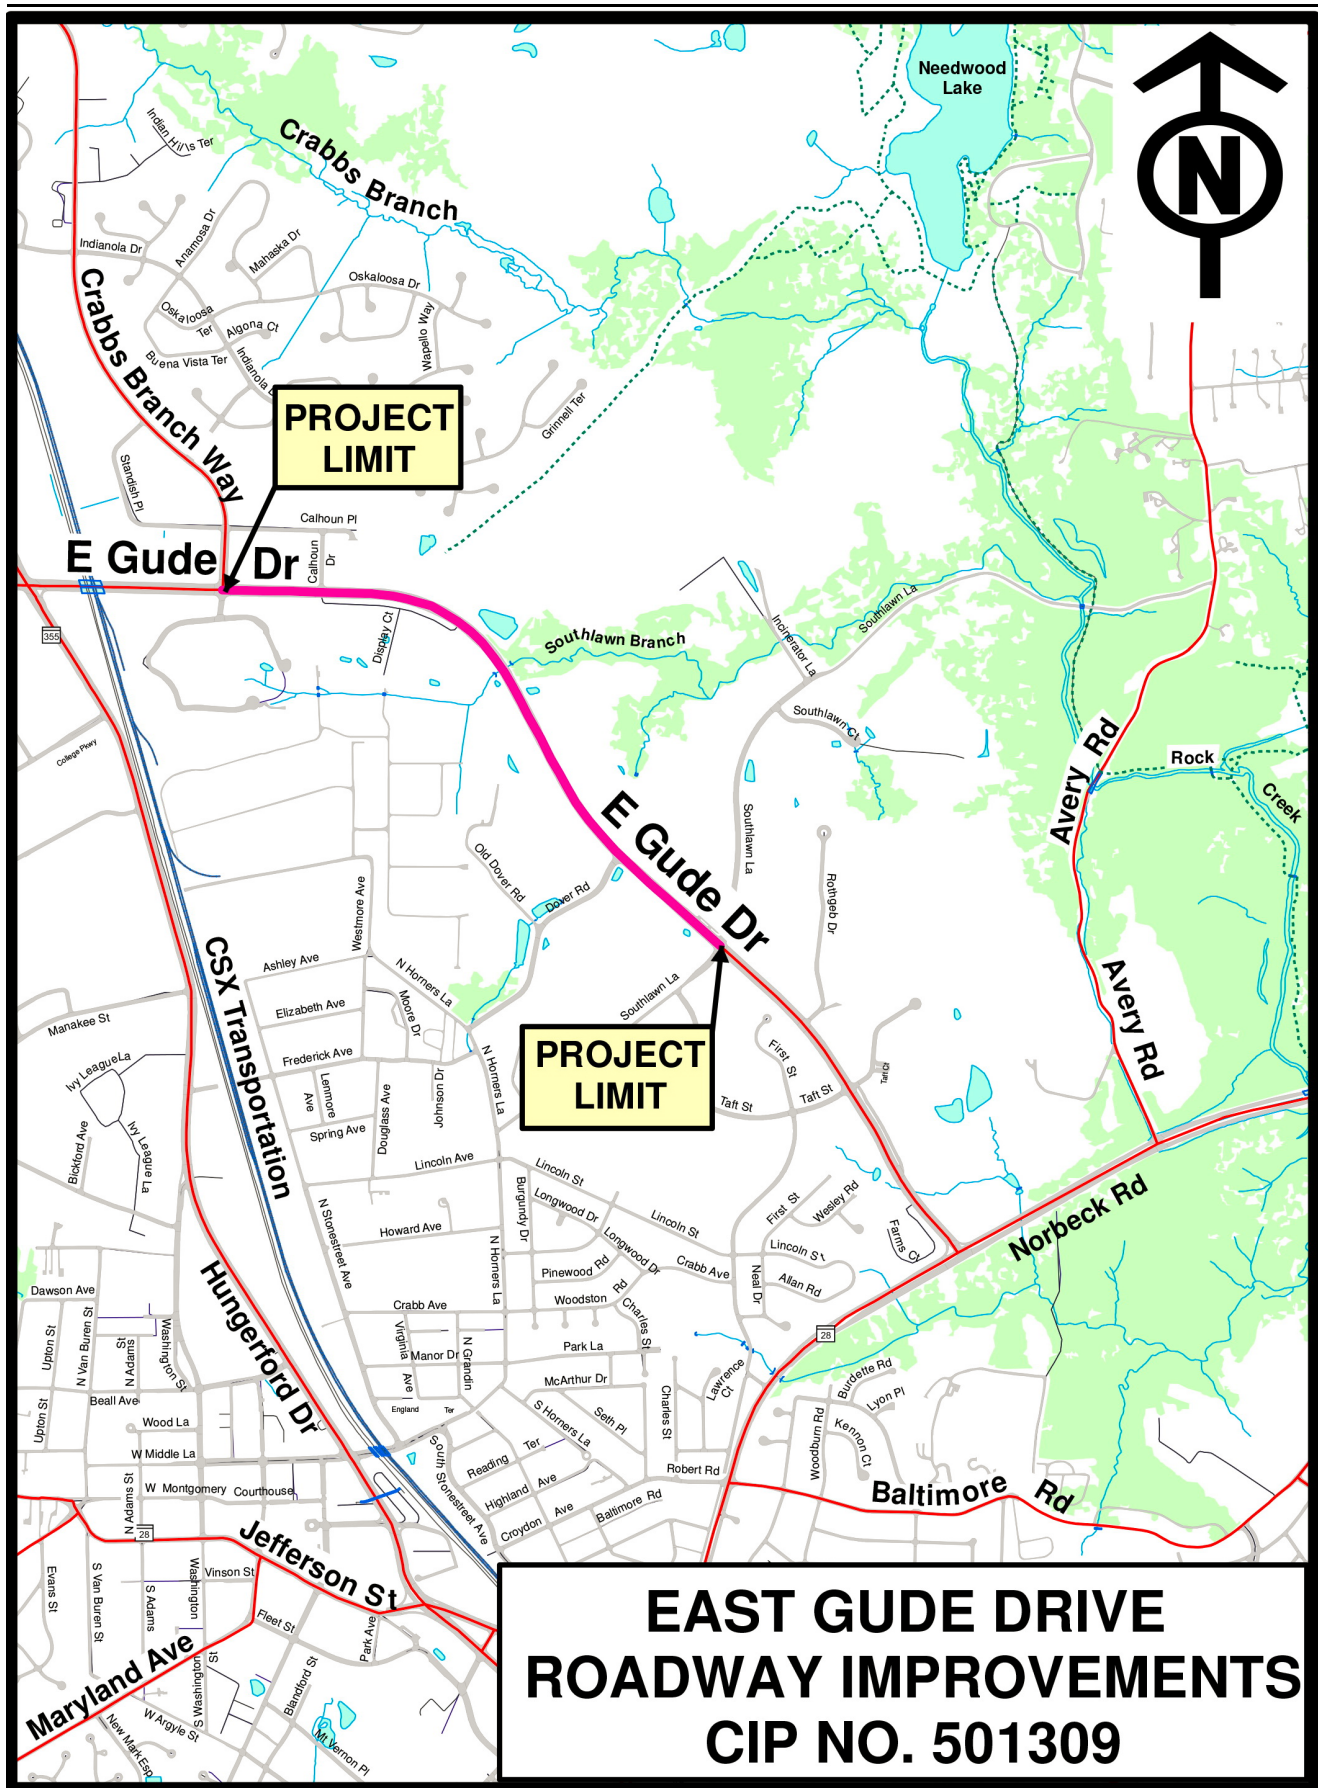 Needwood
Lake
N
Crabbs Branch
Indian Hills Ter
Indianola Dr
Anamosa Dr
Mahaska Dr
Oskaloosa Dr
Oskaloosa
Ter
Algona Ct
Wapello Way
Buena Vista Ter
Indianola
Crabbs Branch Way
Grinnell Ter
PROJECT
LIMIT
Standish Pl
Calhoun Pl
Calhoun
Dr
E Gude Dr
355
Display Ct
Southlawn Branch
Incinerator La
Southlawn La
Southlawn Ct
College Pkwy
Avery Rd
Rock
Creek
E Gude Dr
Southlawn La
Rothgeb Dr
Old Dover Rd
Dover Rd
Westmore Ave
CSX Transportation
Ashley Ave
N Horners La
Elizabeth Ave
Moore Dr
Southlawn La
Avery Rd
Manakee St
Frederick Ave
Ivy League La
PROJECT
LIMIT
First St
Taft Ct
Taft St
Taft St
N Horners La
Lenmore
Ave
Douglass Ave
Johnson Dr
Spring Ave
Bickford Ave
Ivy League La
Lincoln Ave
Lincoln St
Burgundy Dr
Longwood Dr
First St
Wesley Rd
Norbeck Rd
N Stonestreet Ave
Howard Ave
Lincoln St
Farms Ct
N Horners La
Longwood Dr
Lincoln St
Pinewood Rd
Crabb Ave
Neal Dr
Allan Rd
Dawson Ave
Hungerford Dr
Crabb Ave
Woodston Rd
Charles St
28
Upton St
N Van Buren St
N Adams
St
Washington St
Virginia
Ave
Manor Dr
N Grandin
Park La
Lawrence
Ct
Burdette Rd
Lyon Pl
Beall Ave
McArthur Dr
England Ter
Charles St
Upton St
Wood La
S Horners La
Seth Pl
Woodburn Rd
Kennon Ct
W Middle La
Reading Ter
Robert Rd
South Stonestreet Ave
W Montgomery
Courthouse
Highland Ave
Baltimore Rd
N Adams St
Croydon Ave
Baltimore Rd
28
Jefferson St
Evans St
S Van Buren St
S Adams
Washington
Vinson St
Fleet St
Park Ave
St
Maryland Ave
S Washington
Blandford St
W Argyle St
New Mark Esp
Mt Vernon Pl
EAST GUDE DRIVE
ROADWAY IMPROVEMENTS
CIP NO. 501309